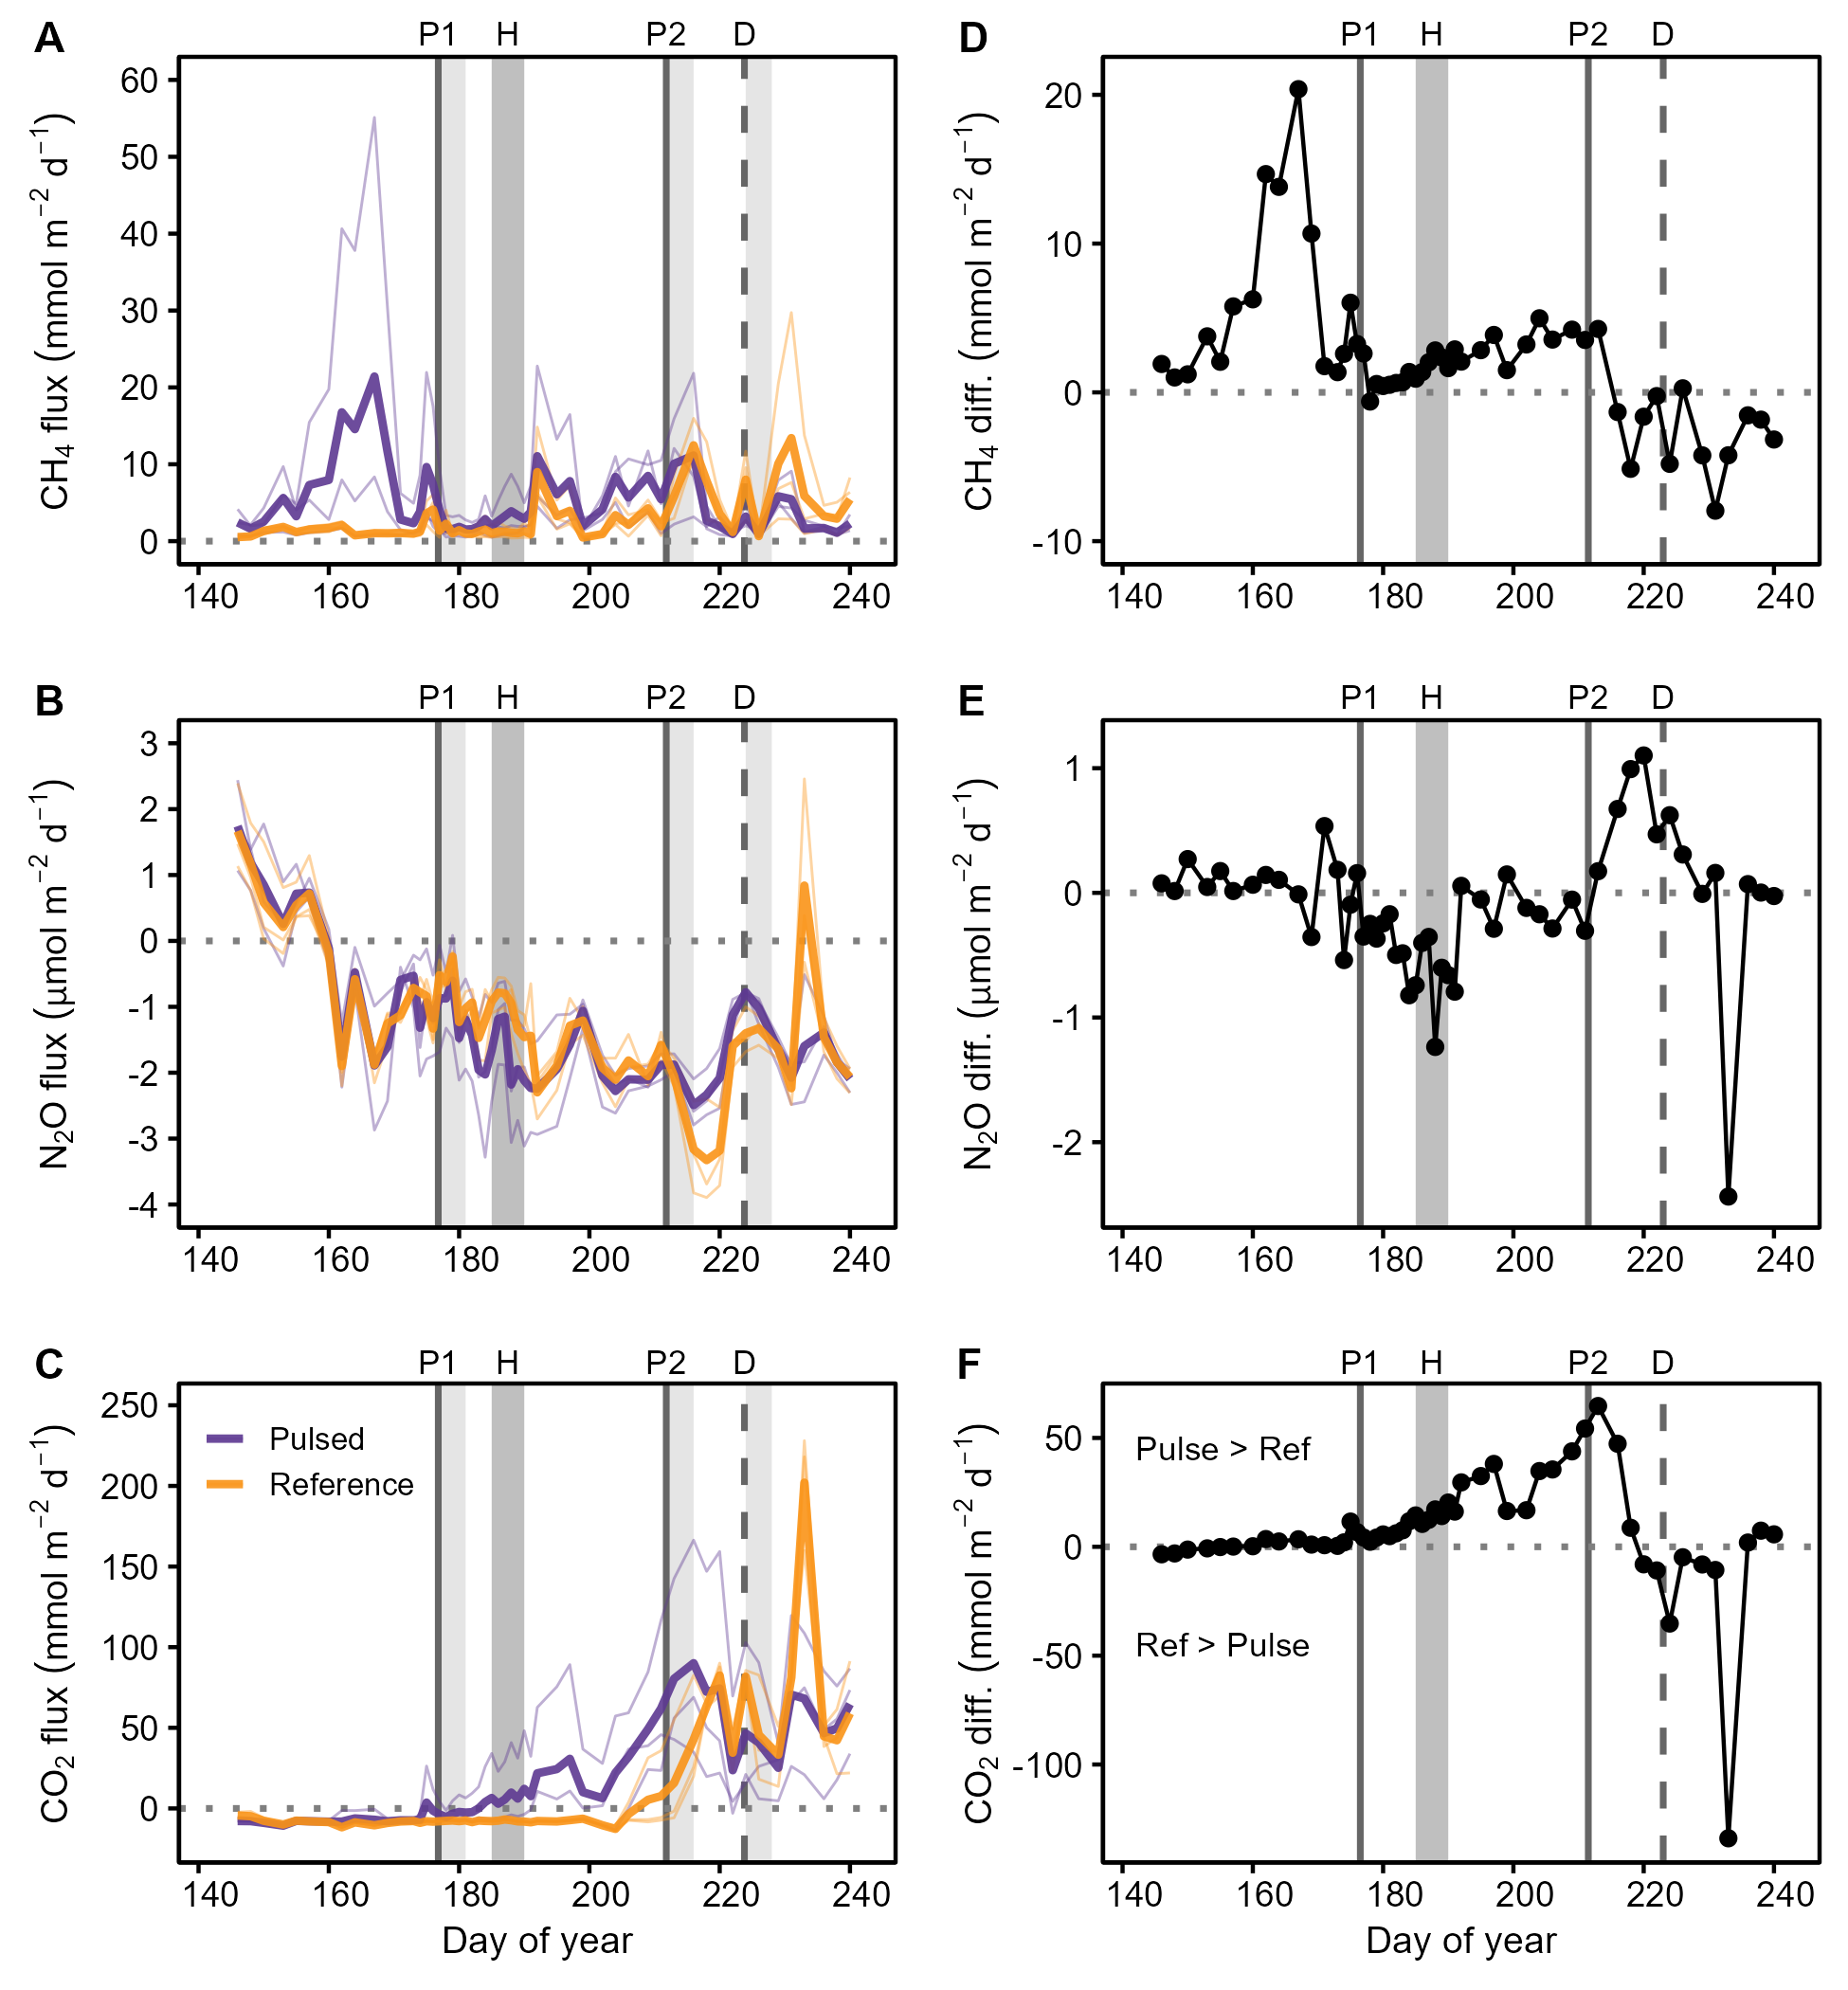 A
P1 H P2 D
60
50
40
30
20
10
0
CH₄ flux (mmol m⁻² d⁻¹)
140 160 180 200 220 240
D
P1 H P2 D
20
10
0
-10
CH₄ diff. (mmol m⁻² d⁻¹)
140 160 180 200 220 240
B
P1 H P2 D
3
2
1
0
-1
-2
-3
-4
N₂O flux (µmol m⁻² d⁻¹)
140 160 180 200 220 240
E
P1 H P2 D
1
0
-1
-2
N₂O diff. (µmol m⁻² d⁻¹)
140 160 180 200 220 240
C
P1 H P2 D
250
200
150
100
50
0
CO₂ flux (mmol m⁻² d⁻¹)
Pulsed
Reference
140 160 180 200 220 240
Day of year
F
P1 H P2 D
50
0
-50
-100
CO₂ diff. (mmol m⁻² d⁻¹)
Pulse > Ref
Ref > Pulse
140 160 180 200 220 240
Day of year